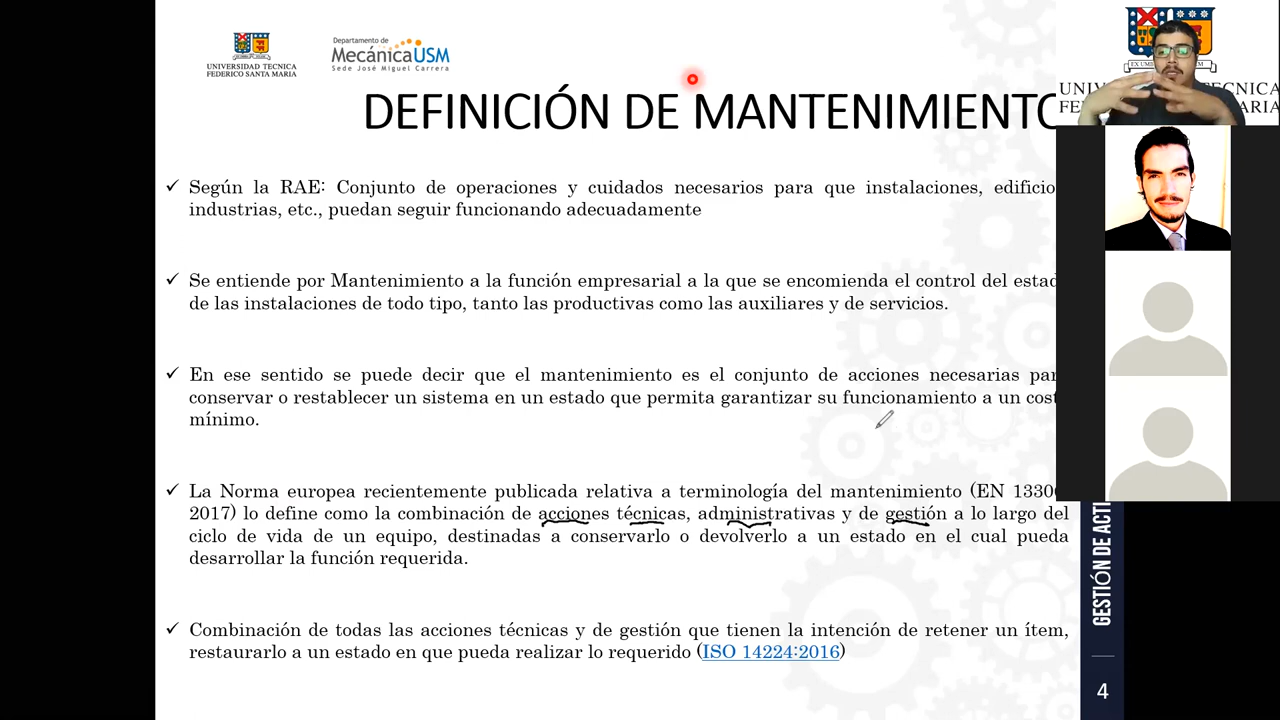 UNIVERSIDAD TECNICA
FEDERICO SANTA MARIA
Departamento de
MecánicaUSM
Sede José Miguel Carrera
DEFINICIÓN DE MANTENIMIENTO
✓ Según la RAE: Conjunto de operaciones y cuidados necesarios para que instalaciones, edificio
industrias, etc., puedan seguir funcionando adecuadamente
✓ Se entiende por Mantenimiento a la función empresarial a la que se encomienda el control del estad
de las instalaciones de todo tipo, tanto las productivas como las auxiliares y de servicios.
✓ En ese sentido se puede decir que el mantenimiento es el conjunto de acciones necesarias par
conservar o restablecer un sistema en un estado que permita garantizar su funcionamiento a un cost
mínimo.
✓ La Norma europea recientemente publicada relativa a terminología del mantenimiento (EN 1330
2017) lo define como la combinación de acciones técnicas, administrativas y de gestión a lo largo del
ciclo de vida de un equipo, destinadas a conservarlo o devolverlo a un estado en el cual pueda
desarrollar la función requerida.
✓ Combinación de todas las acciones técnicas y de gestión que tienen la intención de retener un ítem,
restaurarlo a un estado en que pueda realizar lo requerido (ISO 14224:2016)
GESTIÓN DE ACTI
4